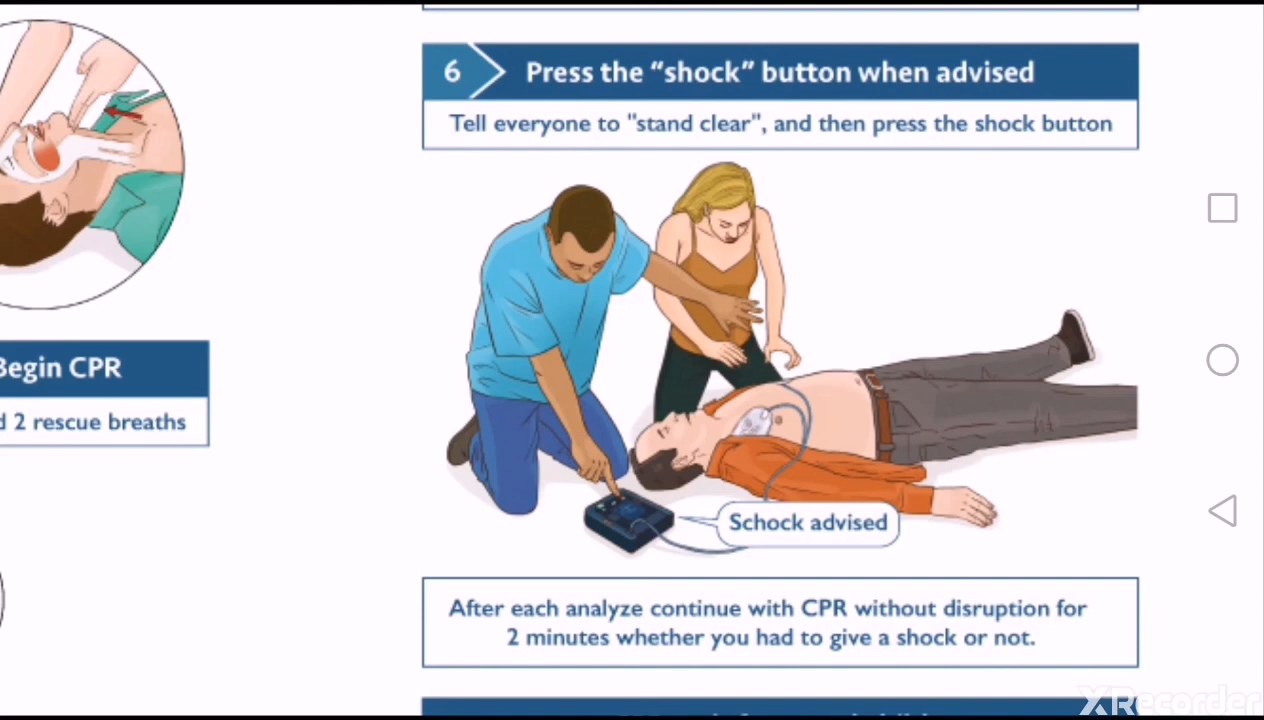 Begin CPR
d 2 rescue breaths
6
Press the “shock” button when advised
Tell everyone to "stand clear", and then press the shock button
Schock advised
After each analyze continue with CPR without disruption for
2 minutes whether you had to give a shock or not.
XRecorder